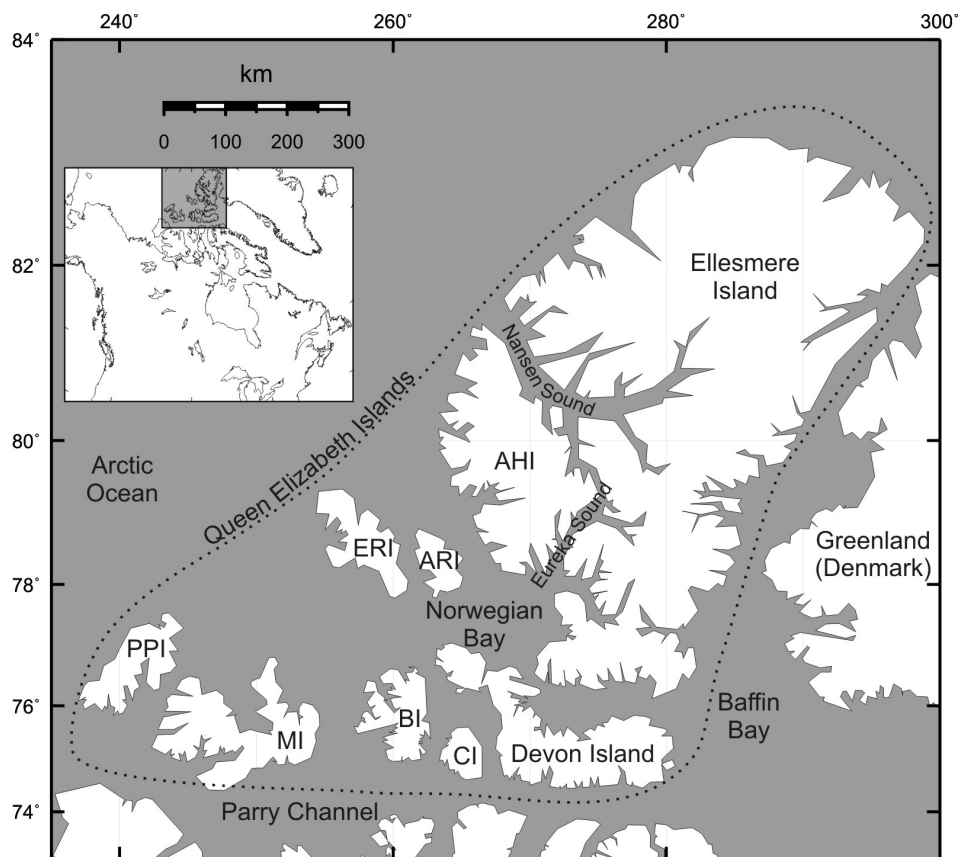 240°
260°
280°
300°
84°
km
0 100 200 300
Ellesmere
Island
82°
Nansen Sound
Queen Elizabeth Islands
80°
Arctic
Ocean
AHI
Eureka Sound
ERI
ARI
Greenland
(Denmark)
78°
Norwegian
Bay
PPI
76°
MI
BI
CI
Devon Island
Baffin
Bay
74°
Parry Channel